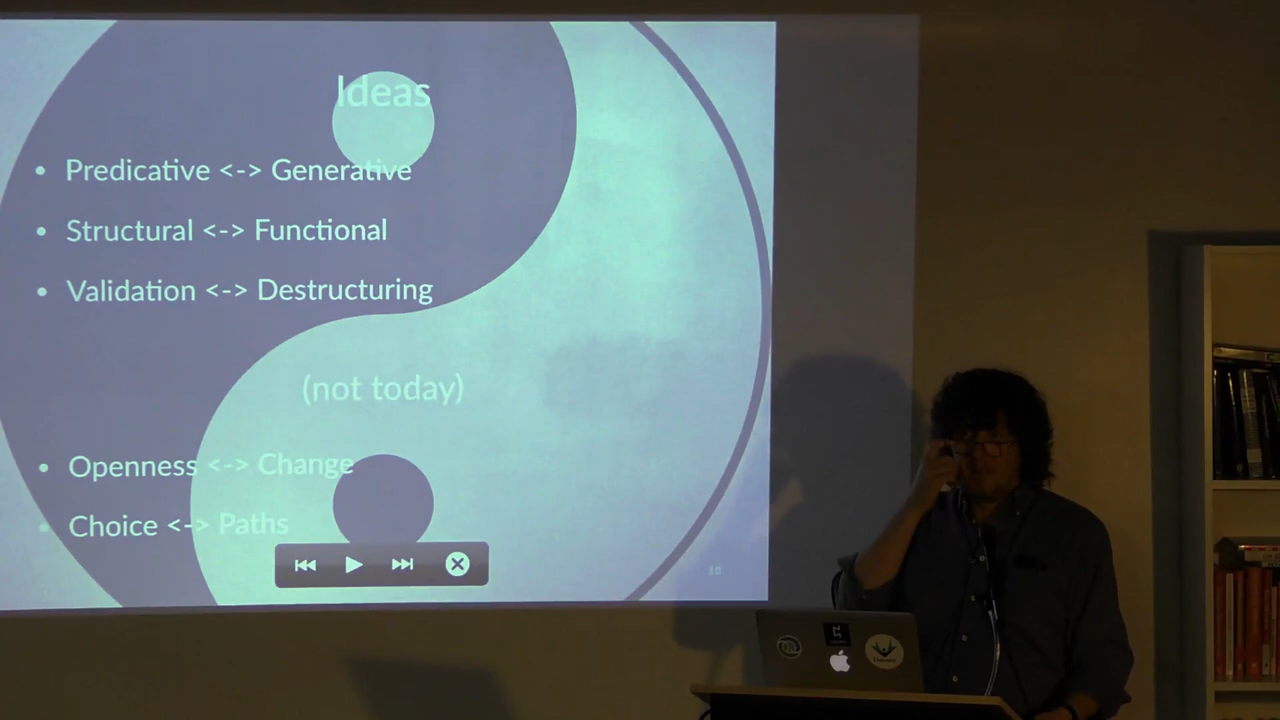 Ideas
• Predicative <-> Generative
• Structural <-> Functional
• Validation <-> Destructuring
(not today)
• Openness <-> Change
• Choice <-> Paths